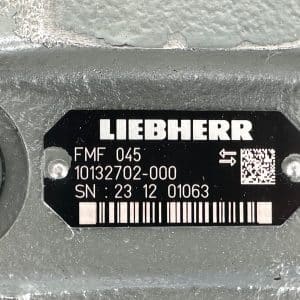 LIEBHERR
FMF 045
10132702-000
SN : 23 12 01063